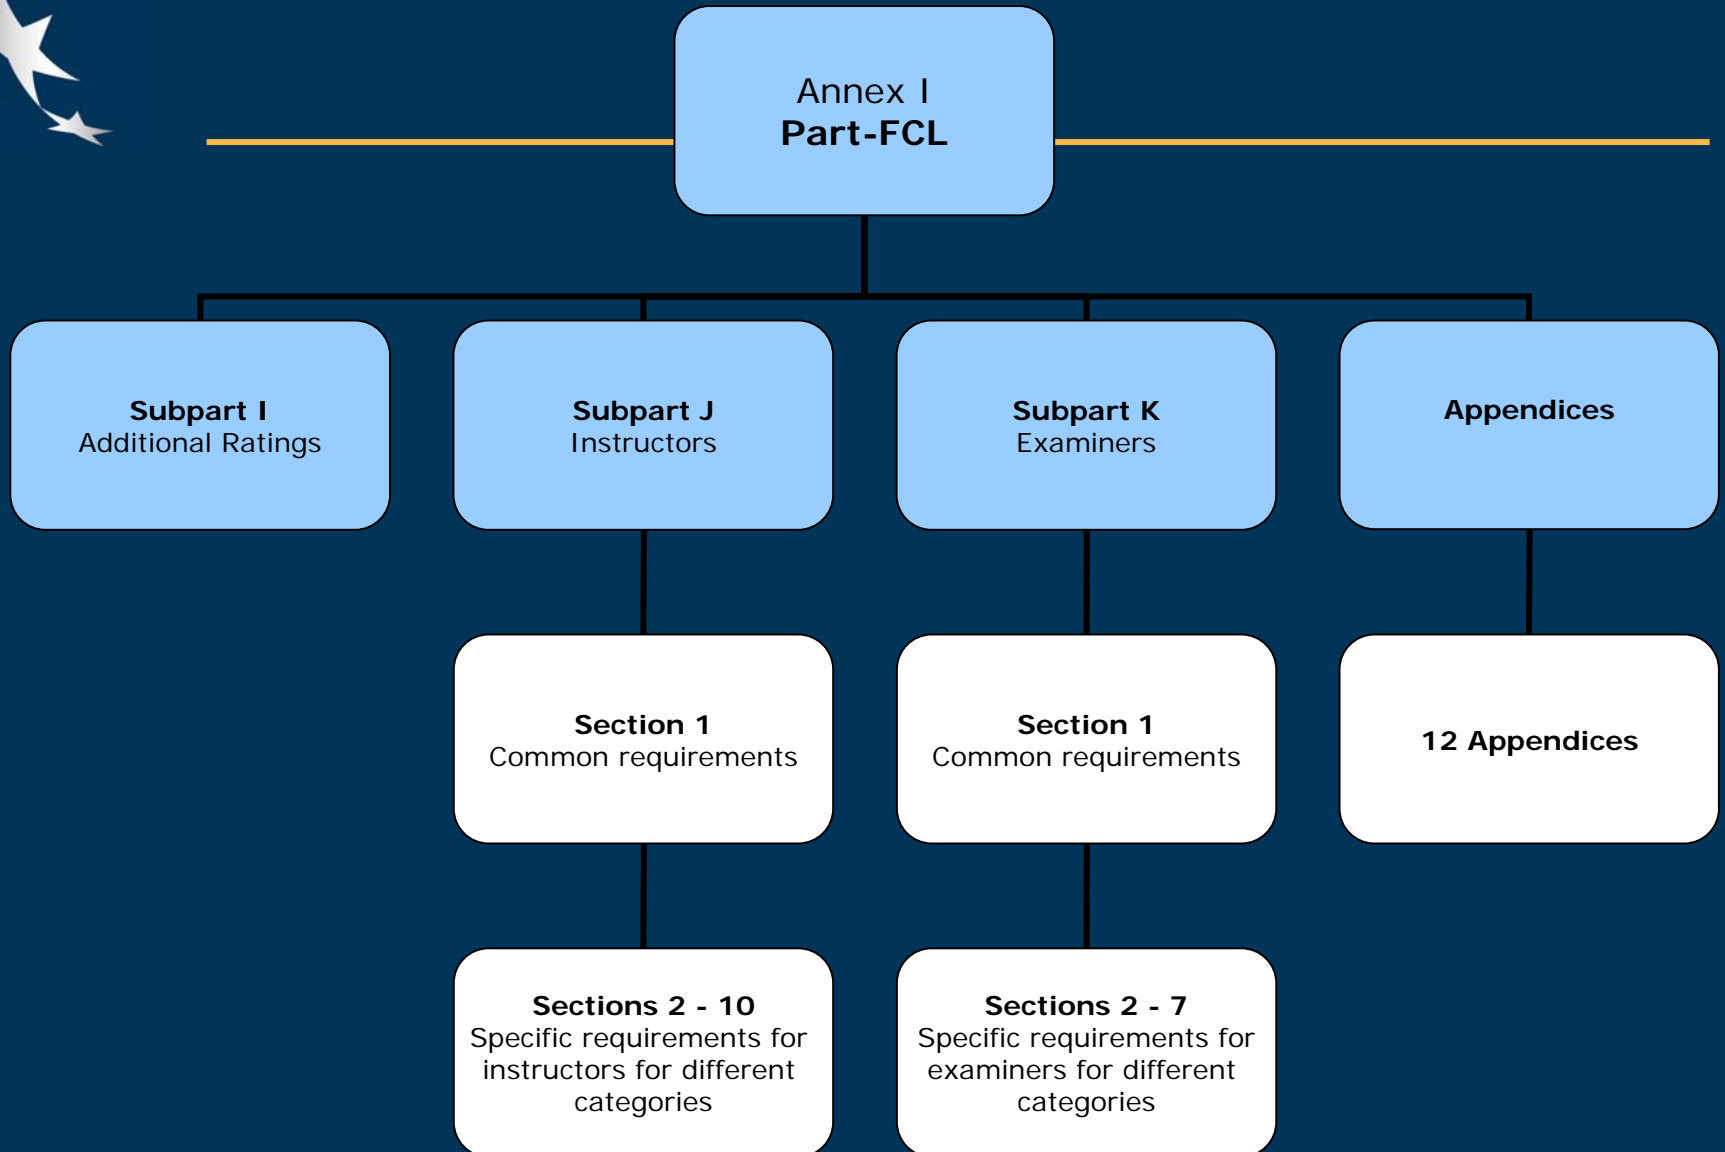 Annex I
Part-FCL
Subpart I
Additional Ratings
Subpart J
Instructors
Subpart K
Examiners
Appendices
Section 1
Common requirements
Section 1
Common requirements
12 Appendices
Sections 2 - 10
Specific requirements for
instructors for different
categories
Sections 2 - 7
Specific requirements for
examiners for different
categories